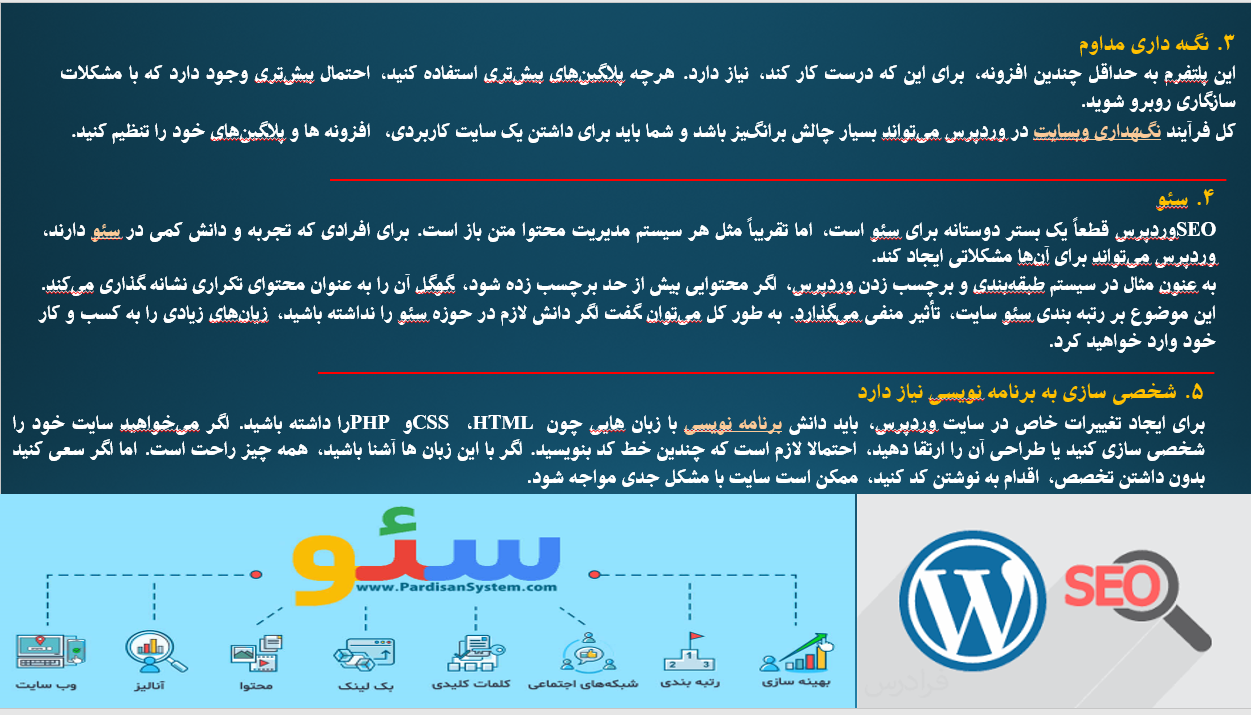 ۳. نگه داری مداوم
این پلتفرم به حداقل چندین افزونه، برای این که درست کار کند، نیاز دارد. هرچه پلاگین‌های بیش‌تری استفاده کنید، احتمال بیش‌تری وجود دارد که با مشکلات
سازگاری روبرو شوید.
کل فرآیند نگهداری وبسایت در وردپرس می‌تواند بسیار چالش برانگیز باشد و شما باید برای داشتن یک سایت کاربردی، افزونه ها و پلاگین‌های خود را تنظیم کنید.
۴. سئو
SEOوردپرس قطعاً یک بستر دوستانه برای سئو است، اما تقریباً مثل هر سیستم مدیریت محتوا متن باز است. برای افرادی که تجربه و دانش کمی در سئو دارند،
وردپرس می‌تواند برای آن‌ها مشکلاتی ایجاد کند.
به عنون مثال در سیستم طبقه‌بندی و برچسب زدن وردپرس، اگر محتوایی بیش از حد برچسب زده شود، گوگل آن را به عنوان محتوای تکراری نشانه گذاری می‌کند.
این موضوع بر رتبه بندی سئو سایت، تأثیر منفی می‌گذارد. به طور کل می‌توان گفت اگر دانش لازم در حوزه سئو را نداشته باشید، زیان‌های زیادی را به کسب و کار
خود وارد خواهید کرد.
۵. شخصی سازی به برنامه نویسی نیاز دارد
برای ایجاد تغییرات خاص در سایت وردپرس، باید دانش برنامه نویسی با زبان هایی چون HTML، CSSو PHPرا داشته باشید. اگر می‌خواهید سایت خود را
شخصی سازی کنید یا طراحی آن را ارتقا دهید، احتمالا لازم است که چندین خط کد بنویسید. اگر با این زبان ها آشنا باشید، همه چیز راحت است. اما اگر سعی کنید
بدون داشتن تخصص، اقدام به نوشتن کد کنید، ممکن است سایت با مشکل جدی مواجه شود.
سئو
www.PardisanSystem.com
بهینه سازی
رتبه بندی
شبکه‌های اجتماعی
کلمات کلیدی
بک لینک
محتوا
آنالیز
وب سایت
SEO
فرادرس